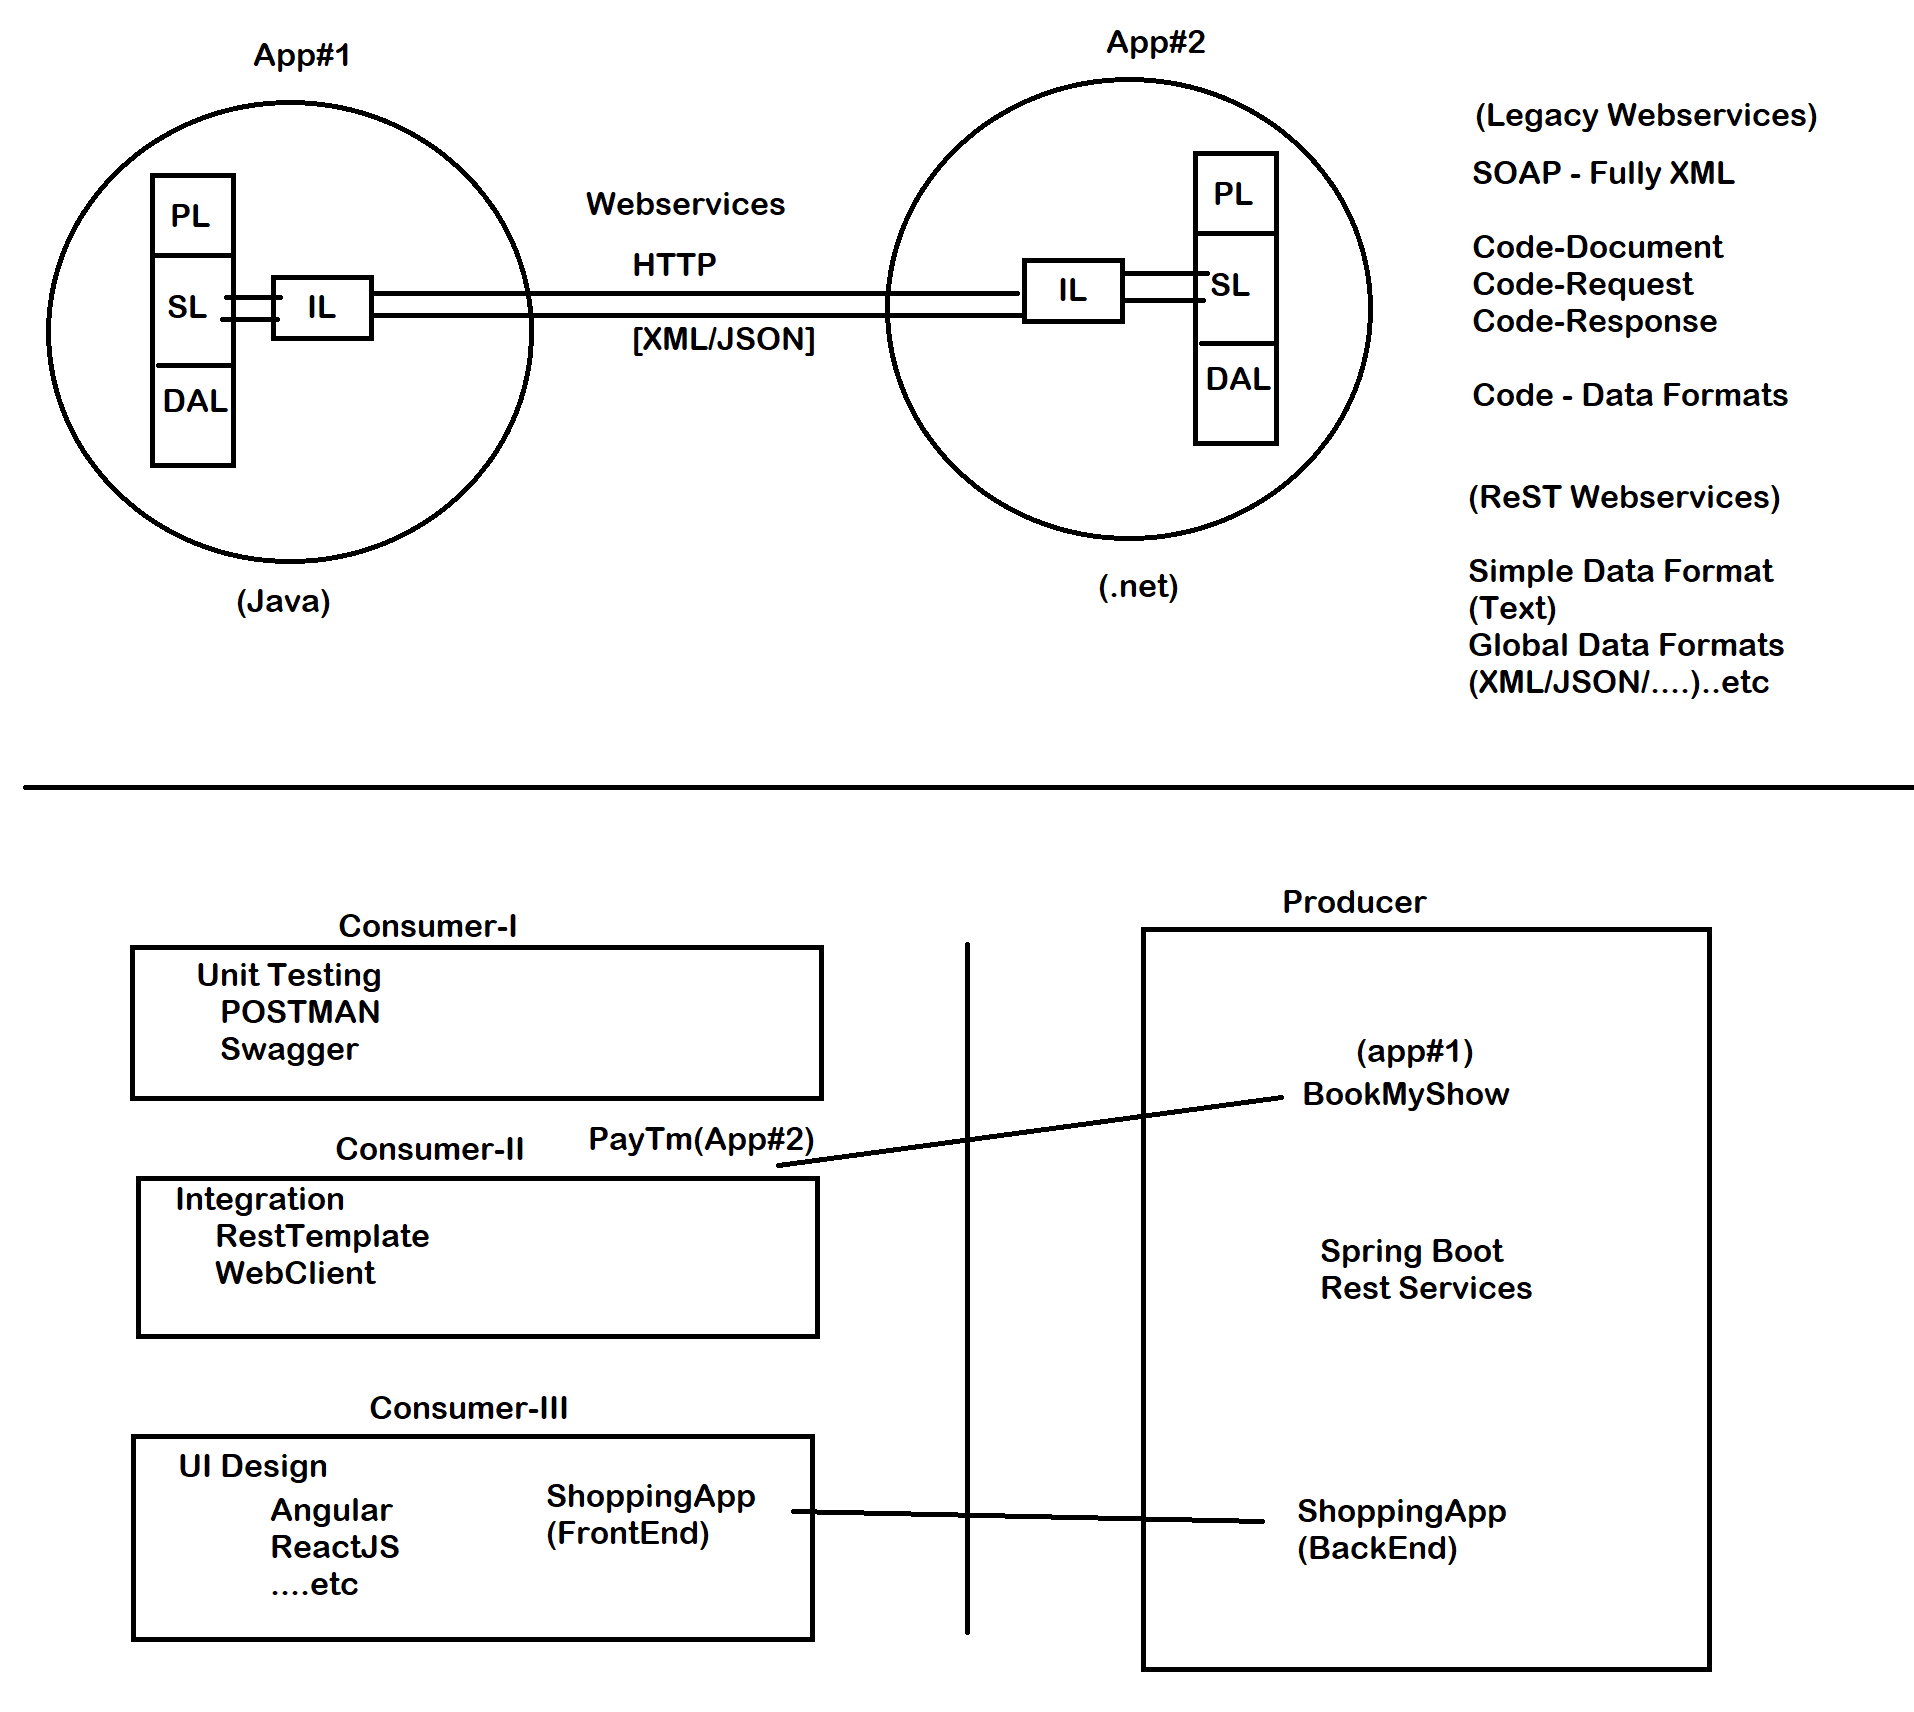 App#1
App#2
PL
SL
DAL
IL
Webservices
HTTP
[XML/JSON]
IL
PL
SL
DAL
(Java)
(.net)
(Legacy Webservices)
SOAP - Fully XML
Code-Document
Code-Request
Code-Response
Code - Data Formats
(ReST Webservices)
Simple Data Format
(Text)
Global Data Formats
(XML/JSON/....)..etc
Consumer-I
Unit Testing
POSTMAN
Swagger
Consumer-II
PayTm(App#2)
Integration
RestTemplate
WebClient
Consumer-III
UI Design
Angular
ReactJS
....etc
ShoppingApp
(FrontEnd)
Producer
(app#1)
BookMyShow
Spring Boot
Rest Services
ShoppingApp
(BackEnd)